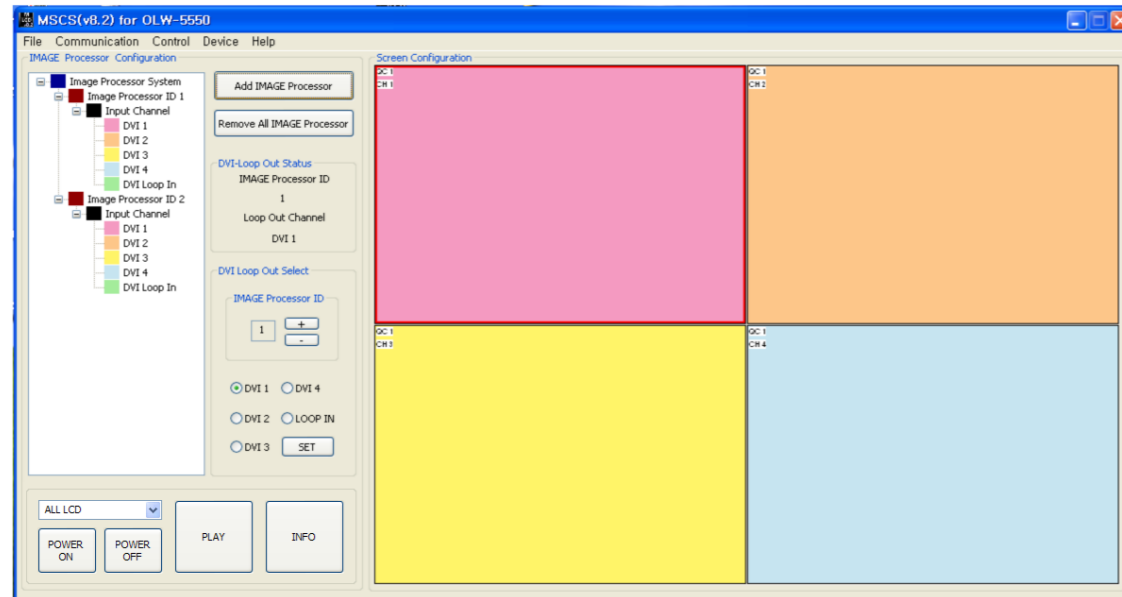 MSCS(v8.2) for OLW-5550
File Communication Control Device Help
IMAGE Processor Configuration
Image Processor System
Image Processor ID 1
Input Channel
DVI 1
DVI 2
DVI 3
DVI 4
DVI Loop In
Image Processor ID 2
Input Channel
DVI 1
DVI 2
DVI 3
DVI 4
DVI Loop In
Add IMAGE Processor
Remove All IMAGE Processor
DVI-Loop Out Status
IMAGE Processor ID
1
Loop Out Channel
DVI 1
DVI Loop Out Select
IMAGE Processor ID
1
+
-
DVI 1 DVI 4
DVI 2 LOOP IN
DVI 3 SET
ALL LCD
POWER
ON
POWER
OFF
PLAY
INFO
Screen Configuration
QC 1
CH 1
QC 1
CH 2
QC 1
CH 3
QC 1
CH 4